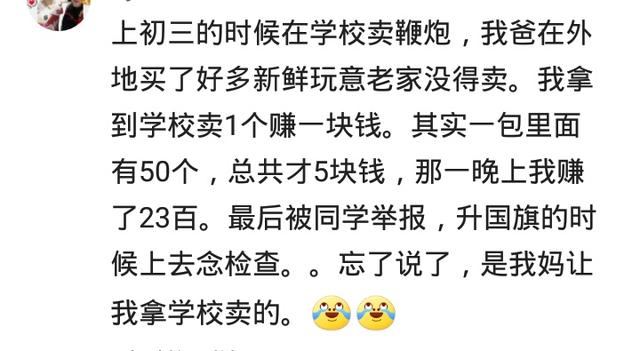 上初三的时候在学校卖鞭炮，我爸在外
地买了好多新鲜玩意老家没得卖。我拿
到学校卖1个赚一块钱。其实一包里面
有50个，总共才5块钱，那一晚上我赚
了23百。最后被同学举报，升国旗的时
候上去念检查。。忘了说了，是我妈让
我拿学校卖的。😂😂